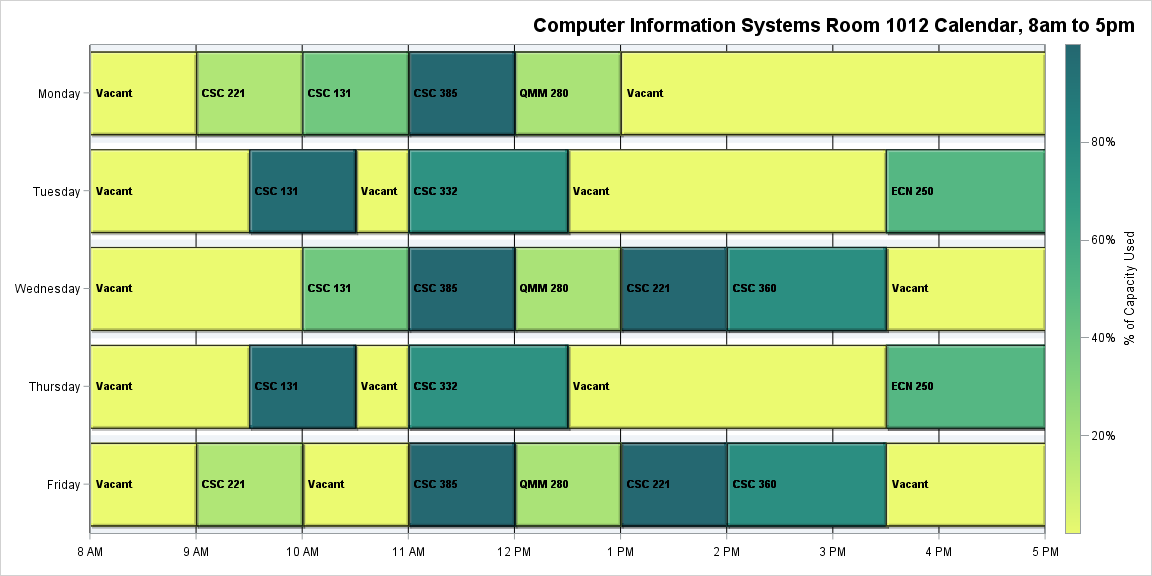 Computer Information Systems Room 1012 Calendar, 8am to 5pm
Monday
Vacant
CSC 221
CSC 131
CSC 385
QMM 280
Vacant
Tuesday
Vacant
CSC 131
Vacant
CSC 332
Vacant
ECN 250
Wednesday
Vacant
CSC 131
CSC 385
QMM 280
CSC 221
CSC 360
Vacant
Thursday
Vacant
CSC 131
Vacant
CSC 332
Vacant
ECN 250
Friday
Vacant
CSC 221
Vacant
CSC 385
QMM 280
CSC 221
CSC 360
Vacant
8 AM
9 AM
10 AM
11 AM
12 PM
1 PM
2 PM
3 PM
4 PM
5 PM
80%
60%
40%
20%
% of Capacity Used